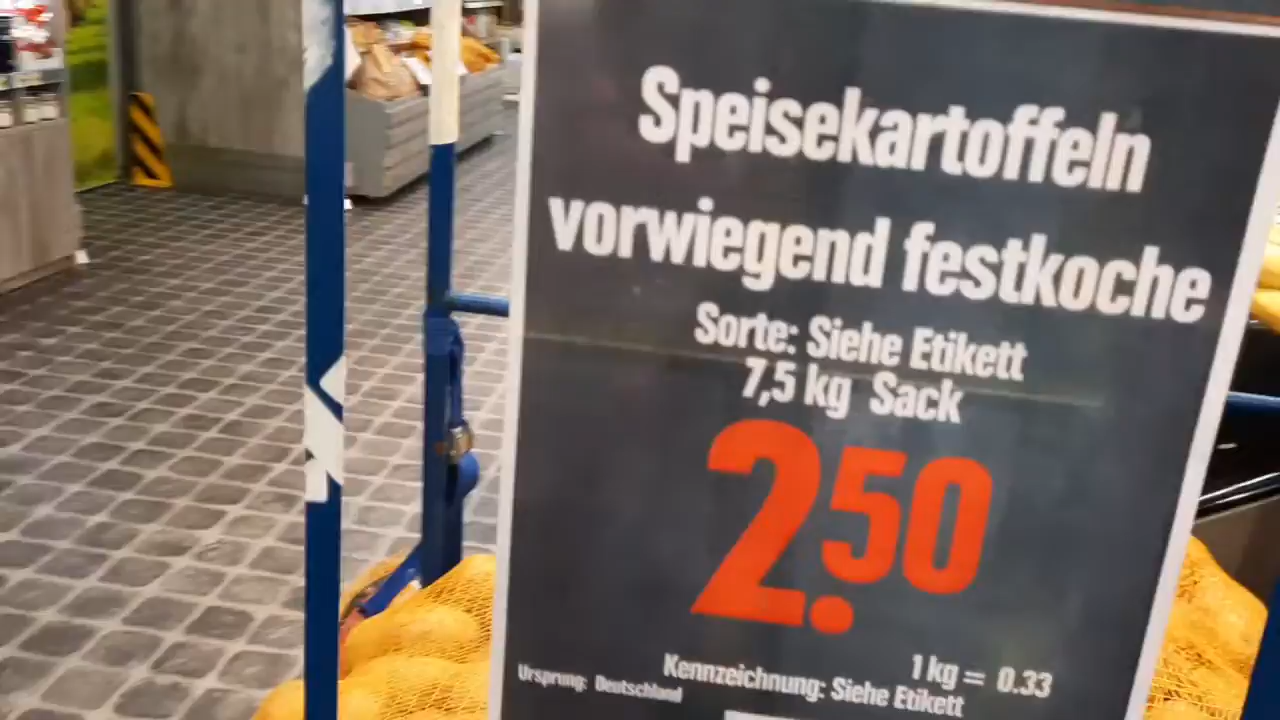 Speisekartoffeln
vorwiegend festkoche
Sorte: Siehe Etikett
7,5 kg Sack
2.50
1 kg = 0.33
Kennzeichnung: Siehe Etikett
Ursprung: Deutschland